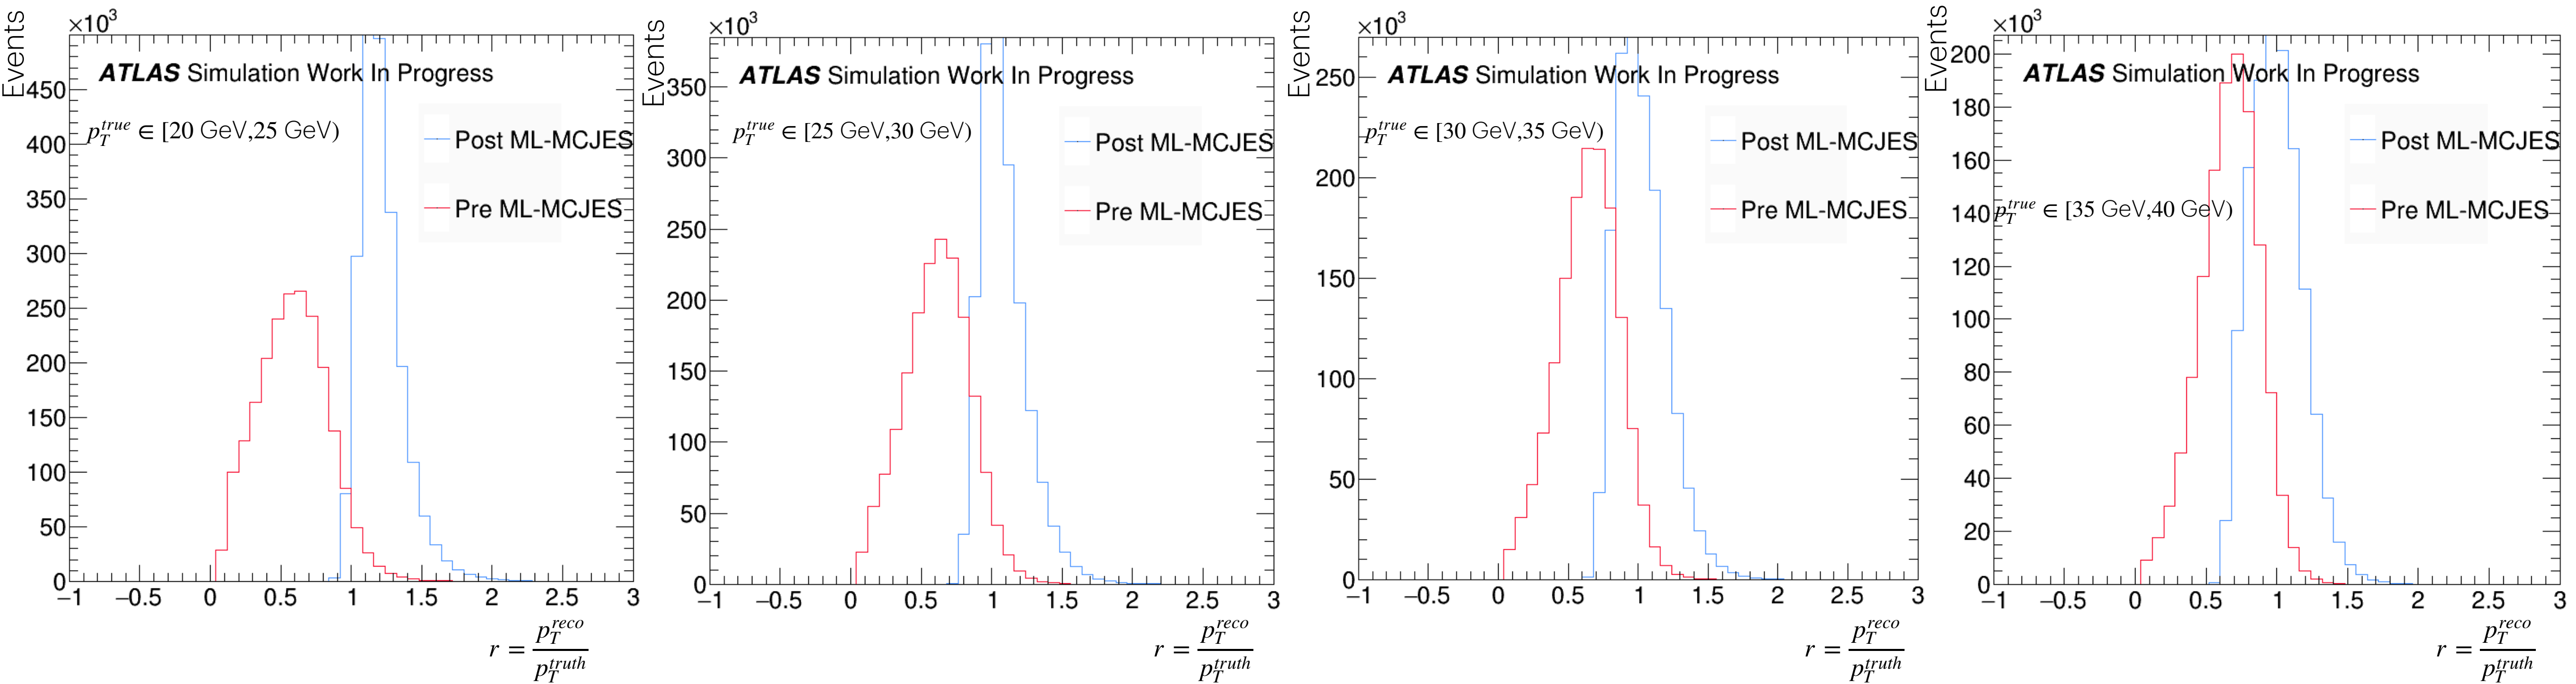 ×10³
Events
ATLAS Simulation Work In Progress
p_T^{true} ∈ [20 GeV,25 GeV)
Post ML-MCJES
Pre ML-MCJES
450
400
350
300
250
200
150
100
50
0
−1 −0.5 0 0.5 1 1.5 2 2.5 3
r = p_T^{reco} / p_T^{truth}
×10³
Events
ATLAS Simulation Work In Progress
p_T^{true} ∈ [25 GeV,30 GeV)
Post ML-MCJES
Pre ML-MCJES
350
300
250
200
150
100
50
0
−1 −0.5 0 0.5 1 1.5 2 2.5 3
r = p_T^{reco} / p_T^{truth}
×10³
Events
ATLAS Simulation Work In Progress
p_T^{true} ∈ [30 GeV,35 GeV)
Post ML-MCJES
Pre ML-MCJES
250
200
150
100
50
0
−1 −0.5 0 0.5 1 1.5 2 2.5 3
r = p_T^{reco} / p_T^{truth}
×10³
Events
ATLAS Simulation Work In Progress
p_T^{true} ∈ [35 GeV,40 GeV)
Post ML-MCJES
Pre ML-MCJES
200
180
160
140
120
100
80
60
40
20
0
−1 −0.5 0 0.5 1 1.5 2 2.5 3
r = p_T^{reco} / p_T^{truth}